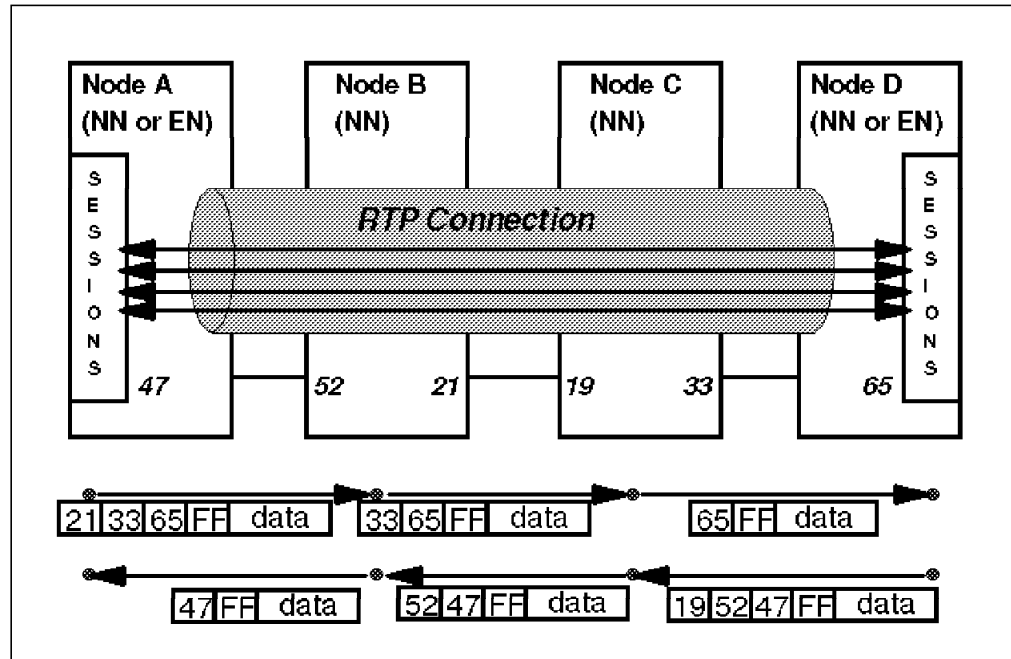 Node A
(NN or EN)
Node B
(NN)
Node C
(NN)
Node D
(NN or EN)
SESSIONS
RTP Connection
SESSIONS
47
52
21
19
33
65
21 33 65 FF data
33 65 FF data
65 FF data
47 FF data
52 47 FF data
19 52 47 FF data